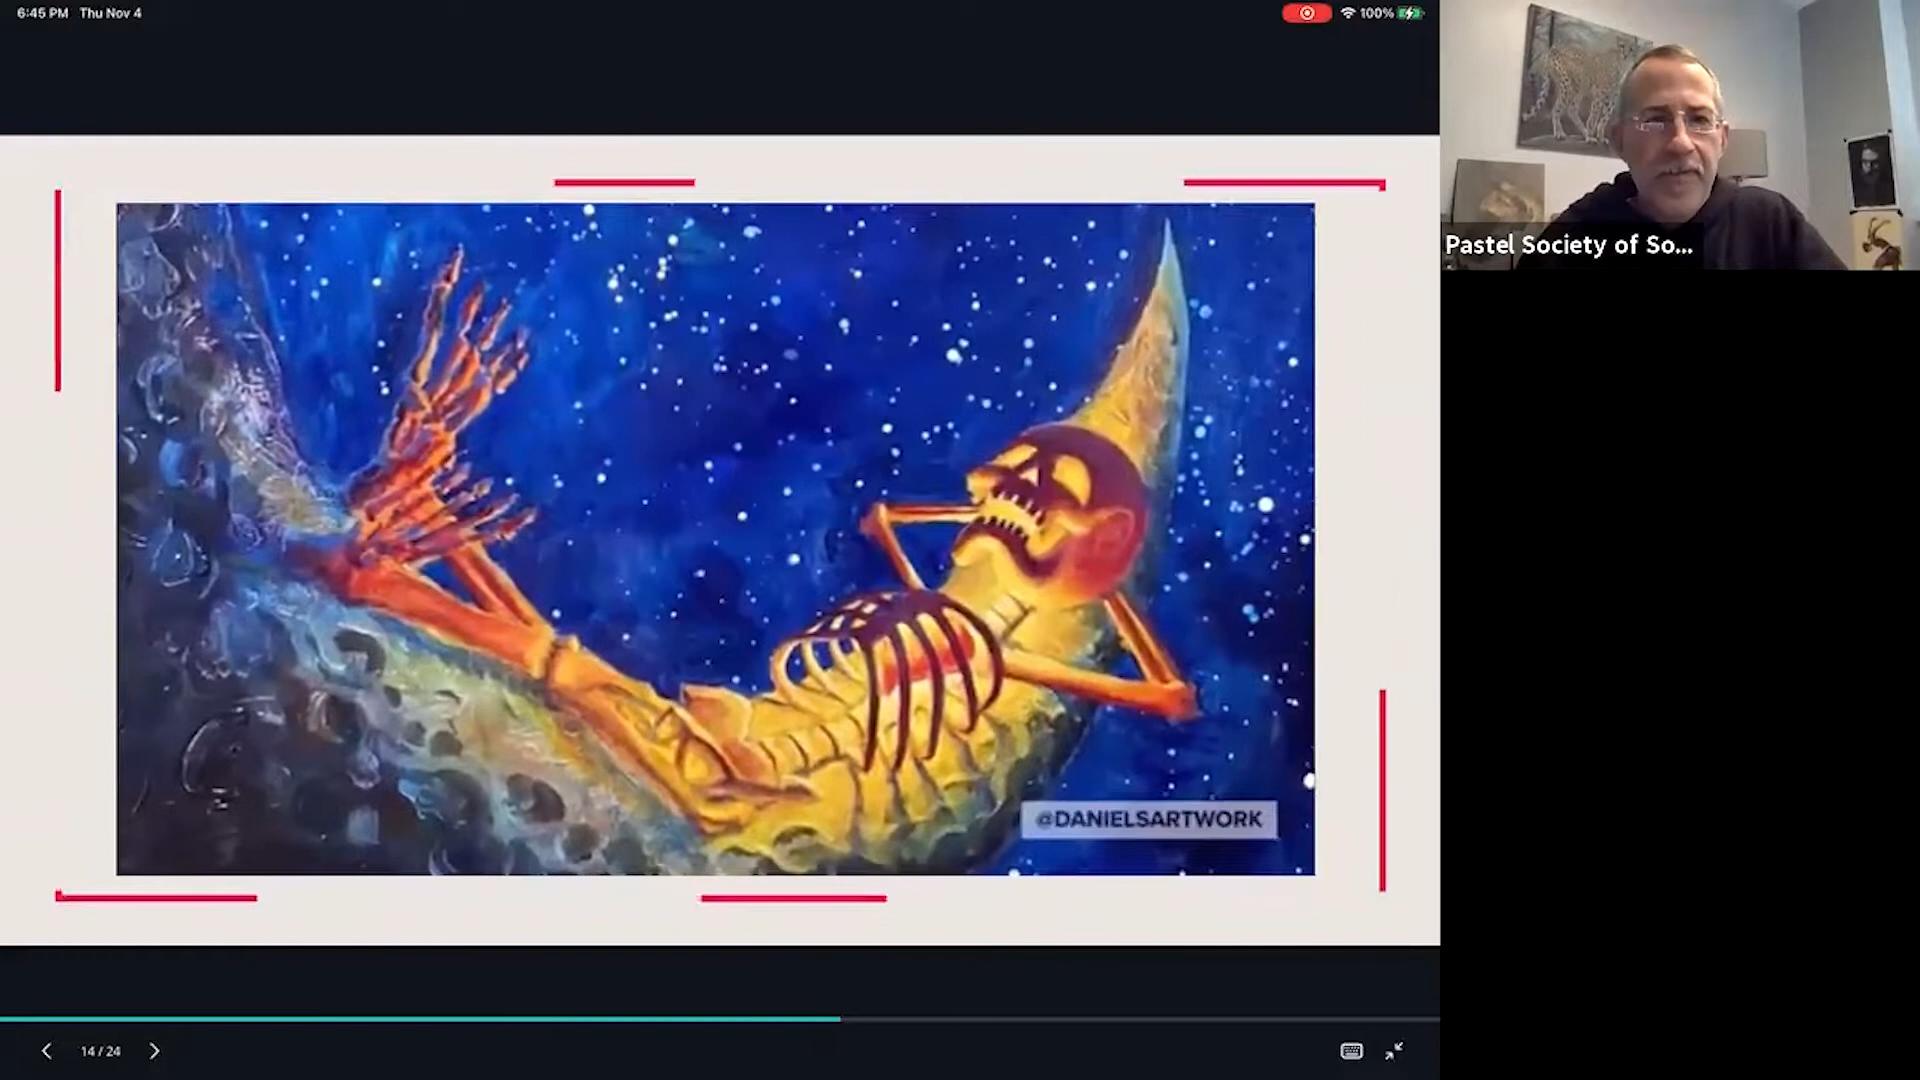 6:45 PM Thu Nov 4
100%
Pastel Society of So...
@DANIELSARTWORK
14 / 24